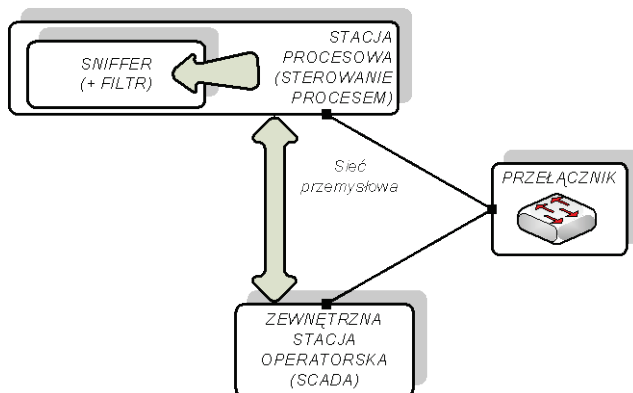 STACJA
PROCESOWA
(STEROWANIE
PROCESEM)
SNIFFER
(+ FILTR)
Sieć
przemysłowa
PRZEŁĄCZNIK
ZEWNĘTRZNA
STACJA
OPERATORSKA
(SCADA)